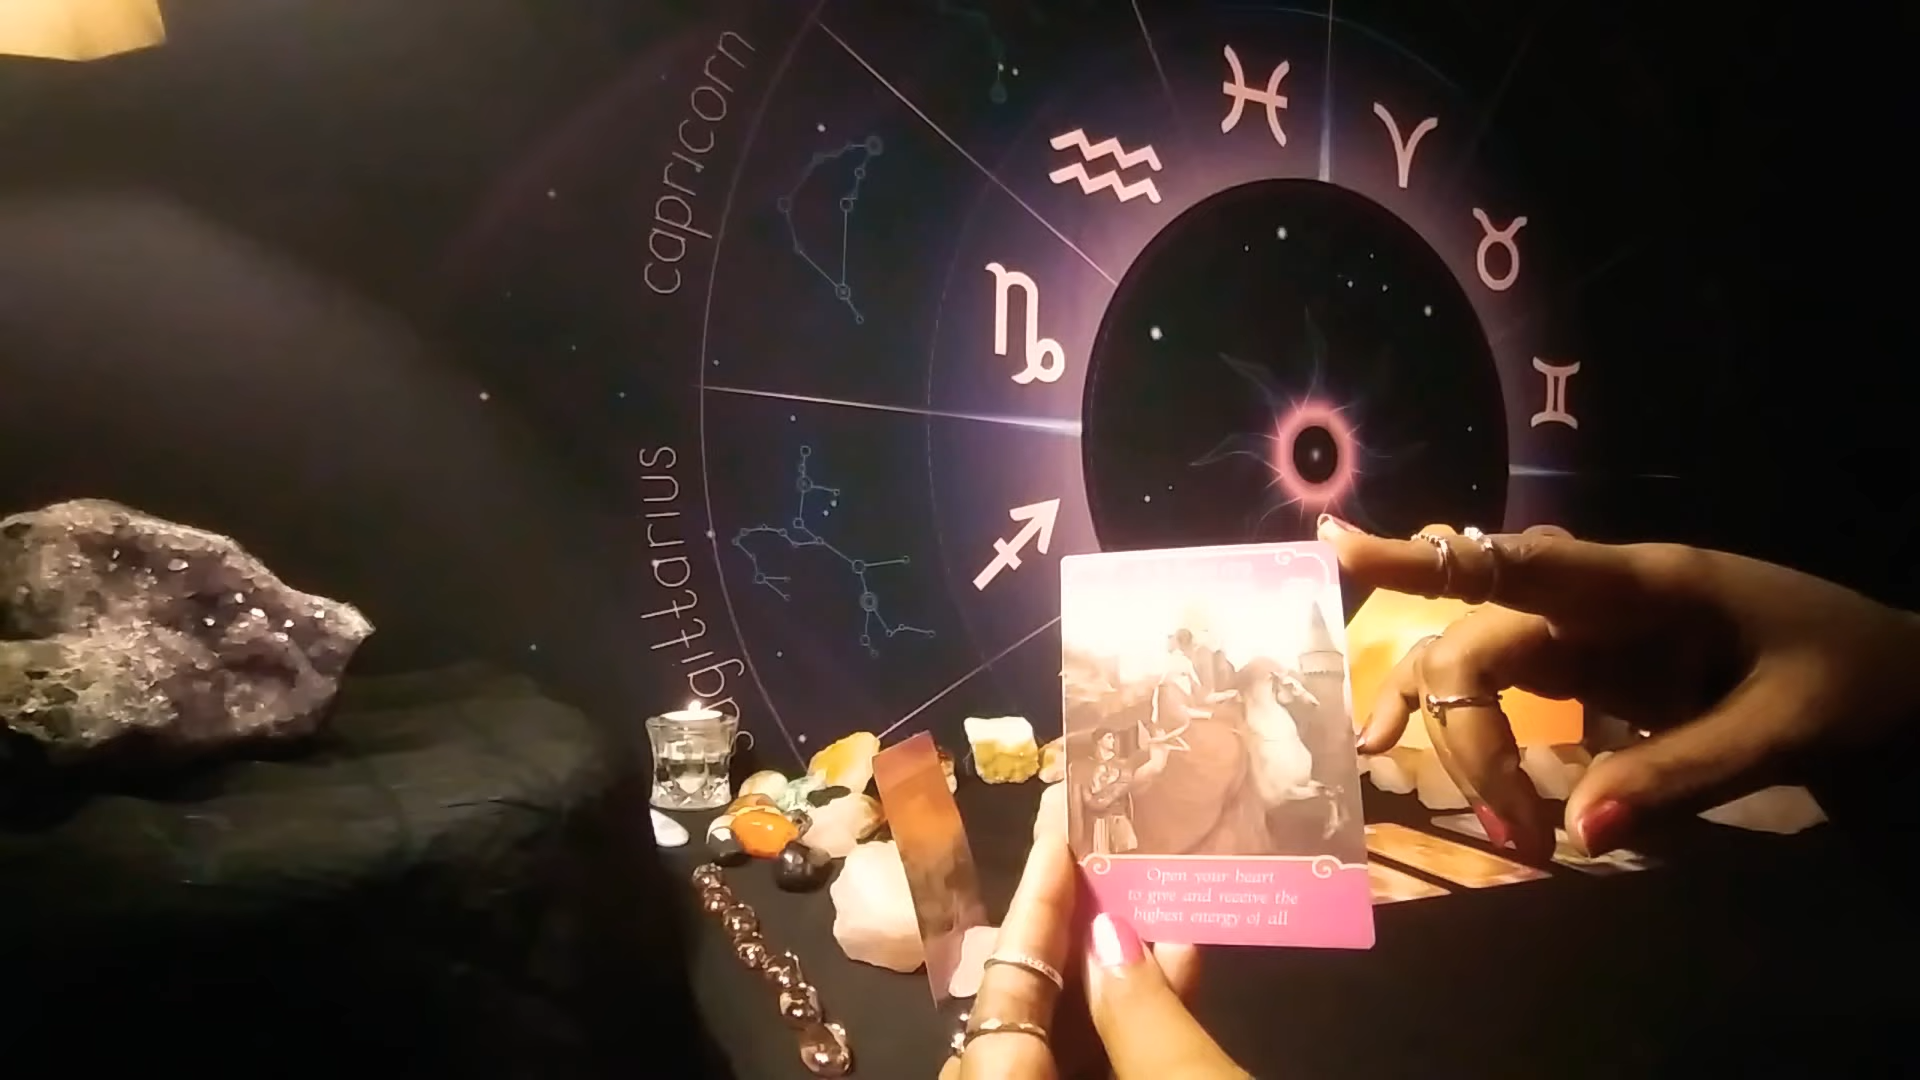 capricorn
sagittarius
Open your heart
to give and receive the
highest energy of all